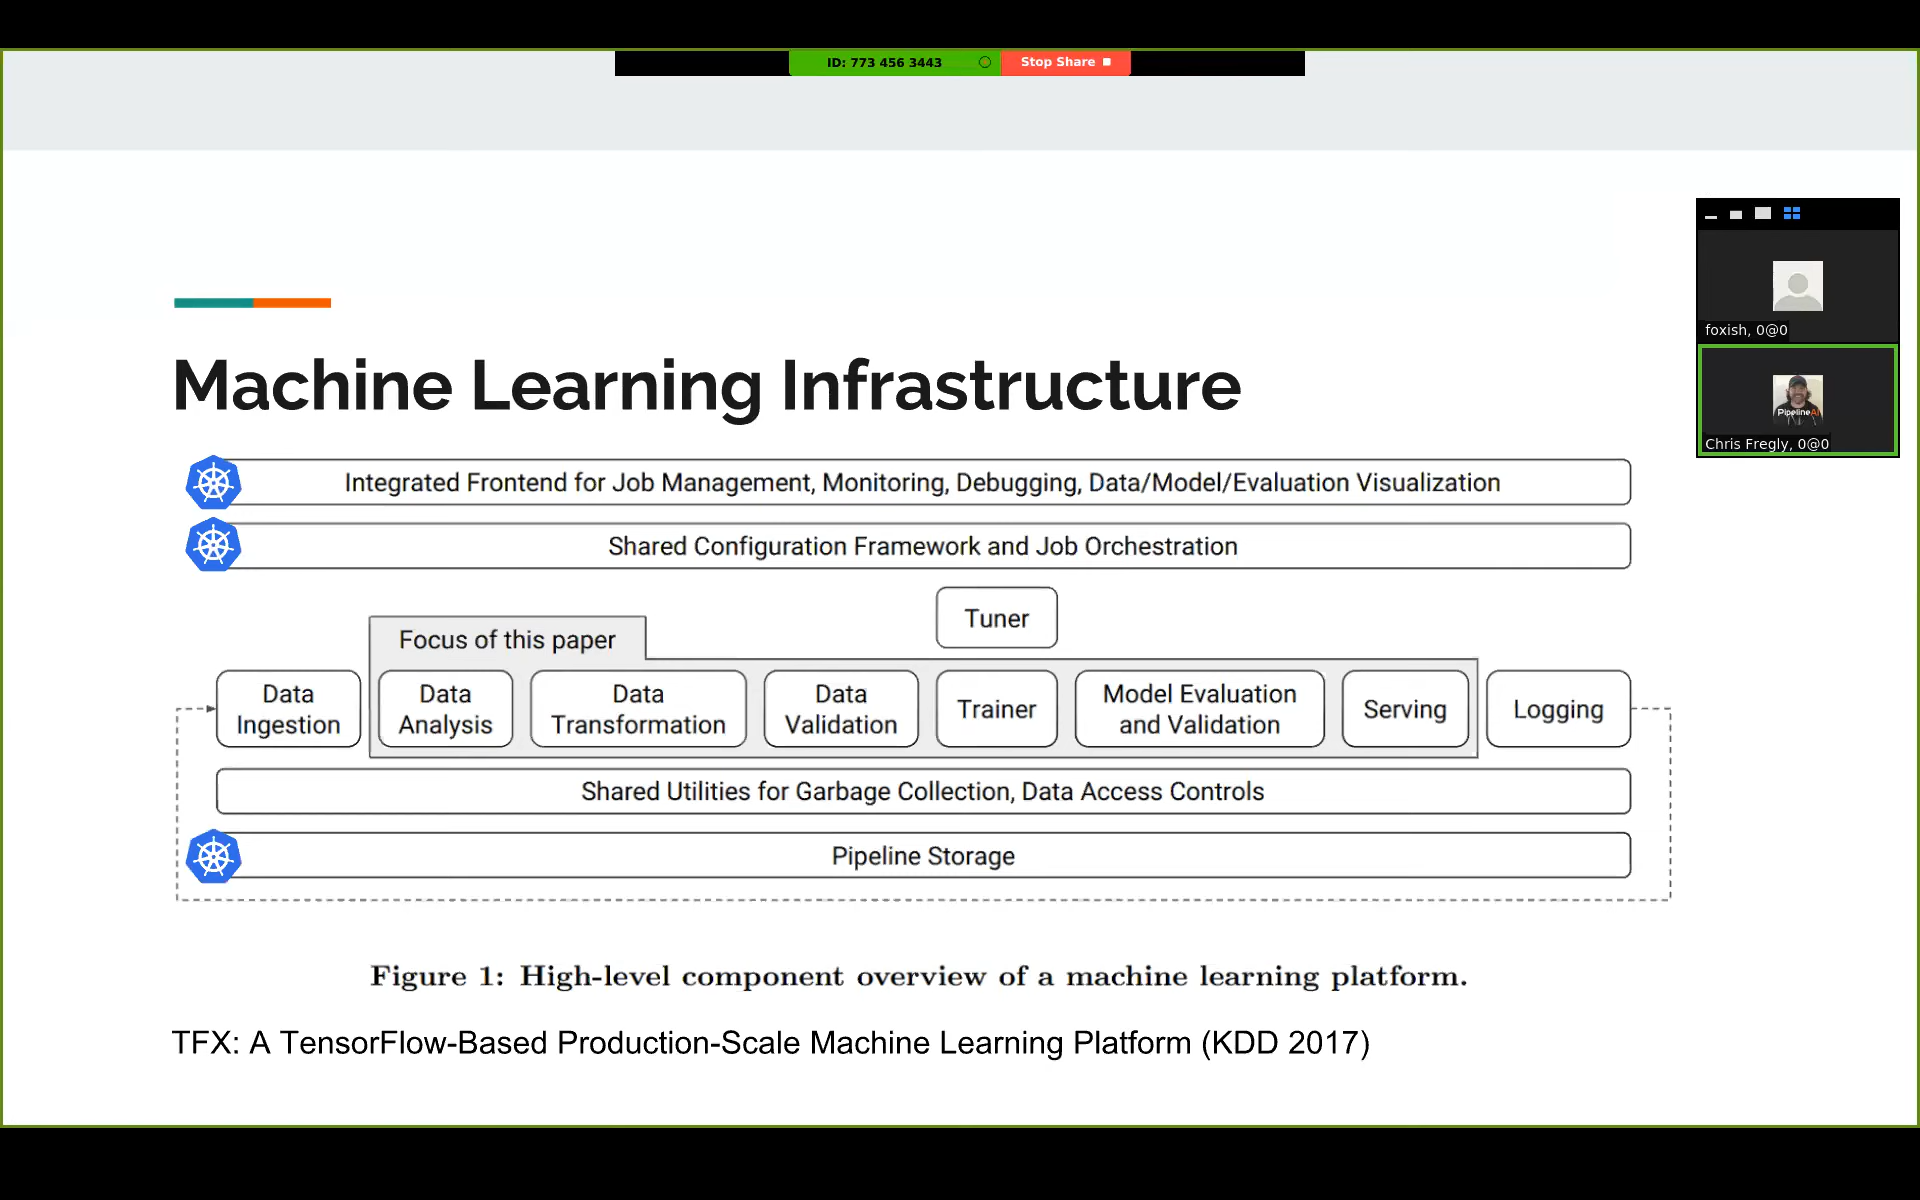 ID: 773 456 3443
Stop Share
foxish, 0@0
PipelineAI
Chris Fregly, 0@0
Machine Learning Infrastructure
Integrated Frontend for Job Management, Monitoring, Debugging, Data/Model/Evaluation Visualization
Shared Configuration Framework and Job Orchestration
Tuner
Focus of this paper
Data
Ingestion
Data
Analysis
Data
Transformation
Data
Validation
Trainer
Model Evaluation
and Validation
Serving
Logging
Shared Utilities for Garbage Collection, Data Access Controls
Pipeline Storage
Figure 1: High-level component overview of a machine learning platform.
TFX: A TensorFlow-Based Production-Scale Machine Learning Platform (KDD 2017)